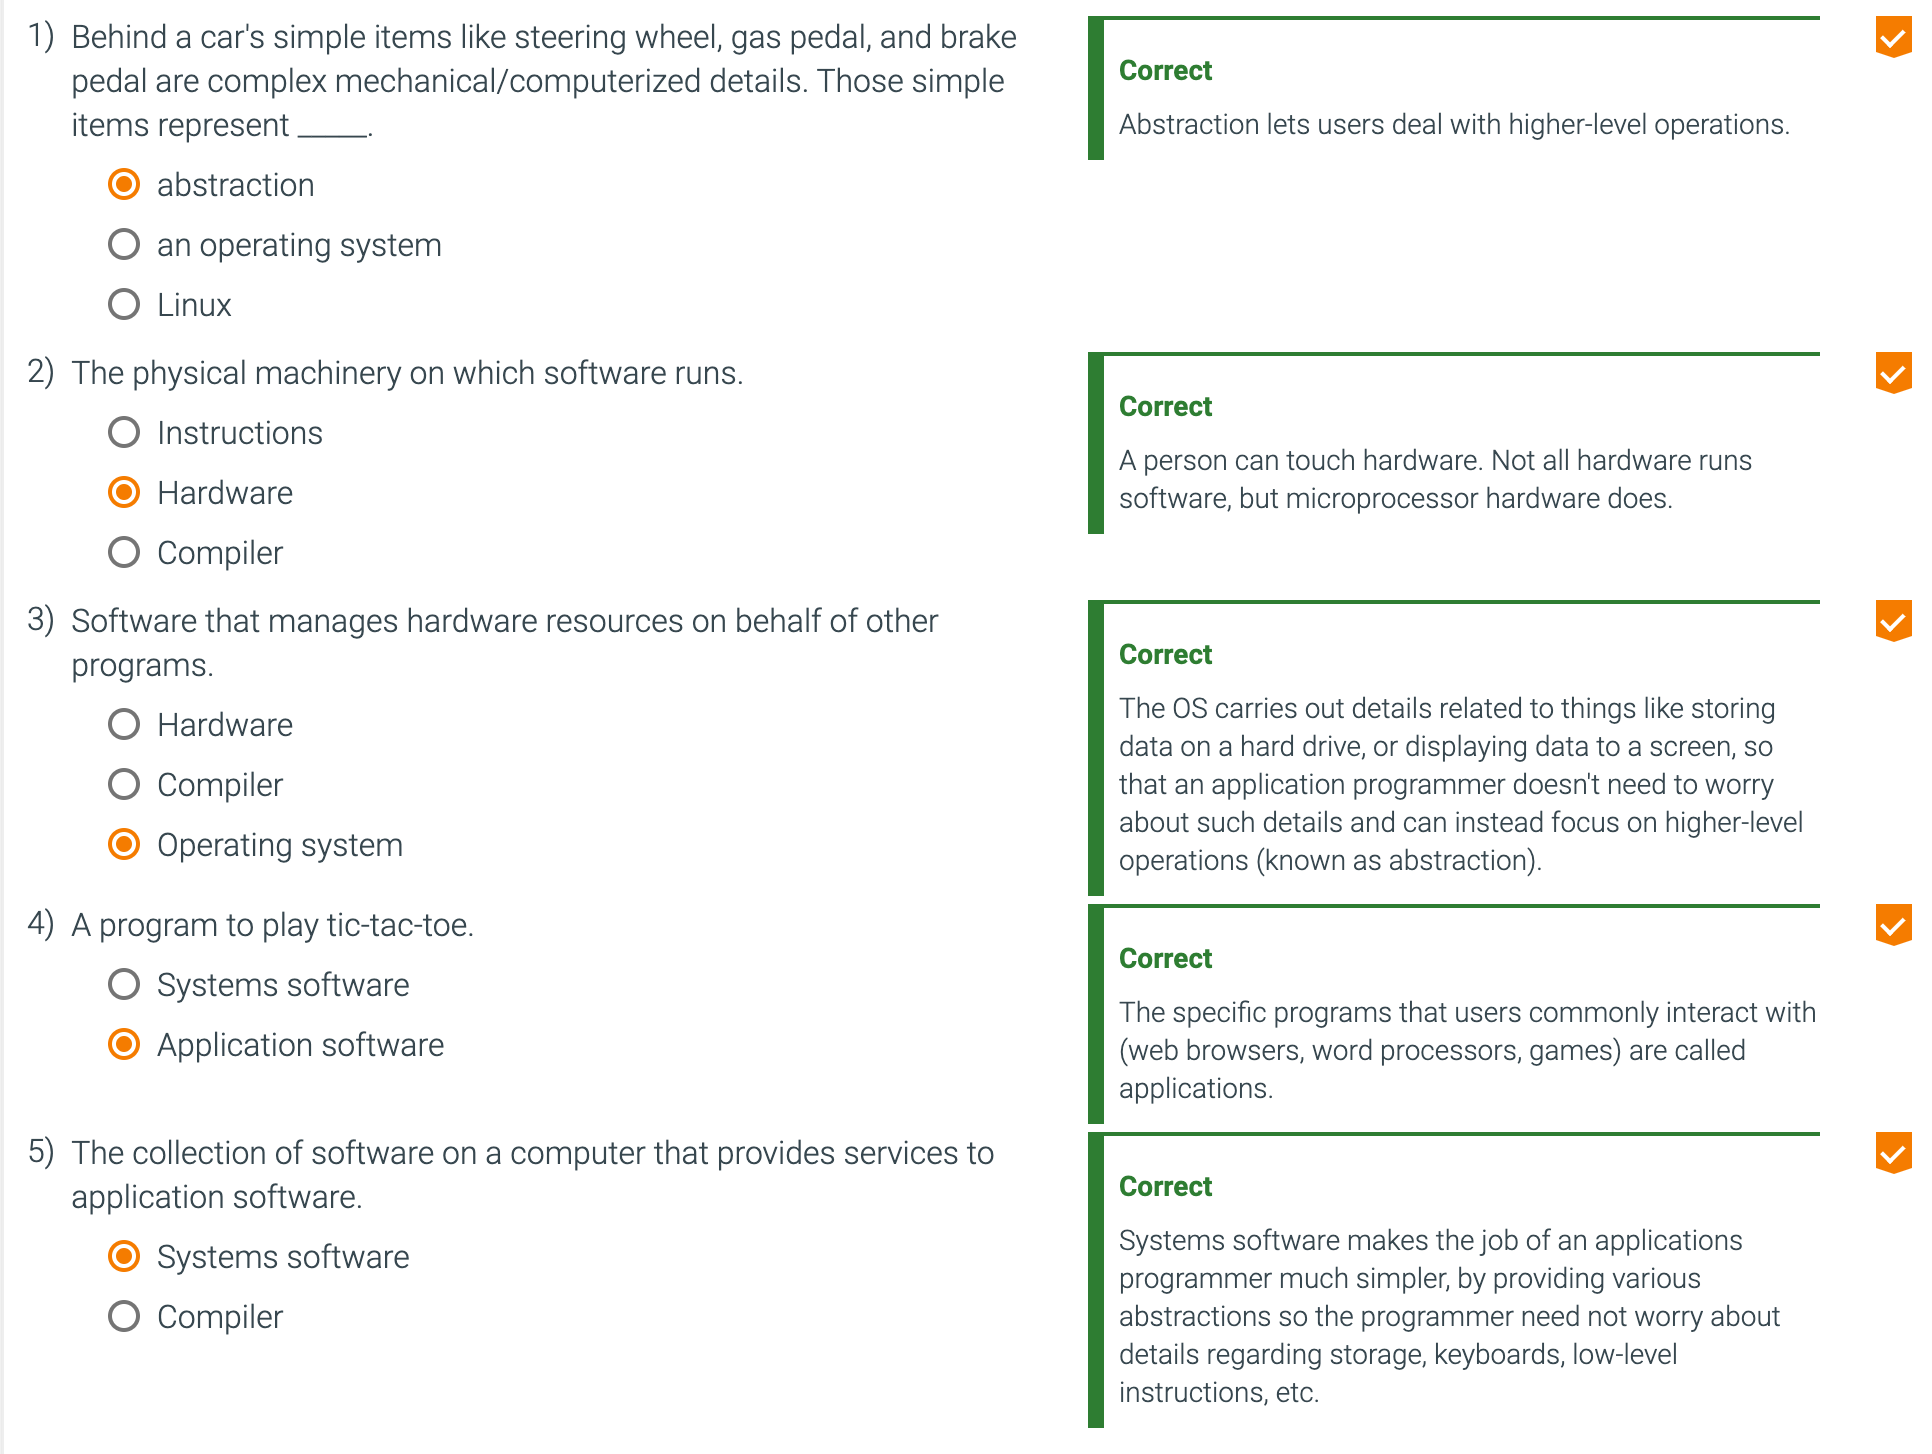 1) Behind a car's simple items like steering wheel, gas pedal, and brake
pedal are complex mechanical/computerized details. Those simple
items represent _____.
abstraction
an operating system
Linux
Correct
Abstraction lets users deal with higher-level operations.
2) The physical machinery on which software runs.
Instructions
Hardware
Compiler
Correct
A person can touch hardware. Not all hardware runs
software, but microprocessor hardware does.
3) Software that manages hardware resources on behalf of other
programs.
Hardware
Compiler
Operating system
Correct
The OS carries out details related to things like storing
data on a hard drive, or displaying data to a screen, so
that an application programmer doesn't need to worry
about such details and can instead focus on higher-level
operations (known as abstraction).
4) A program to play tic-tac-toe.
Systems software
Application software
Correct
The specific programs that users commonly interact with
(web browsers, word processors, games) are called
applications.
5) The collection of software on a computer that provides services to
application software.
Systems software
Compiler
Correct
Systems software makes the job of an applications
programmer much simpler, by providing various
abstractions so the programmer need not worry about
details regarding storage, keyboards, low-level
instructions, etc.